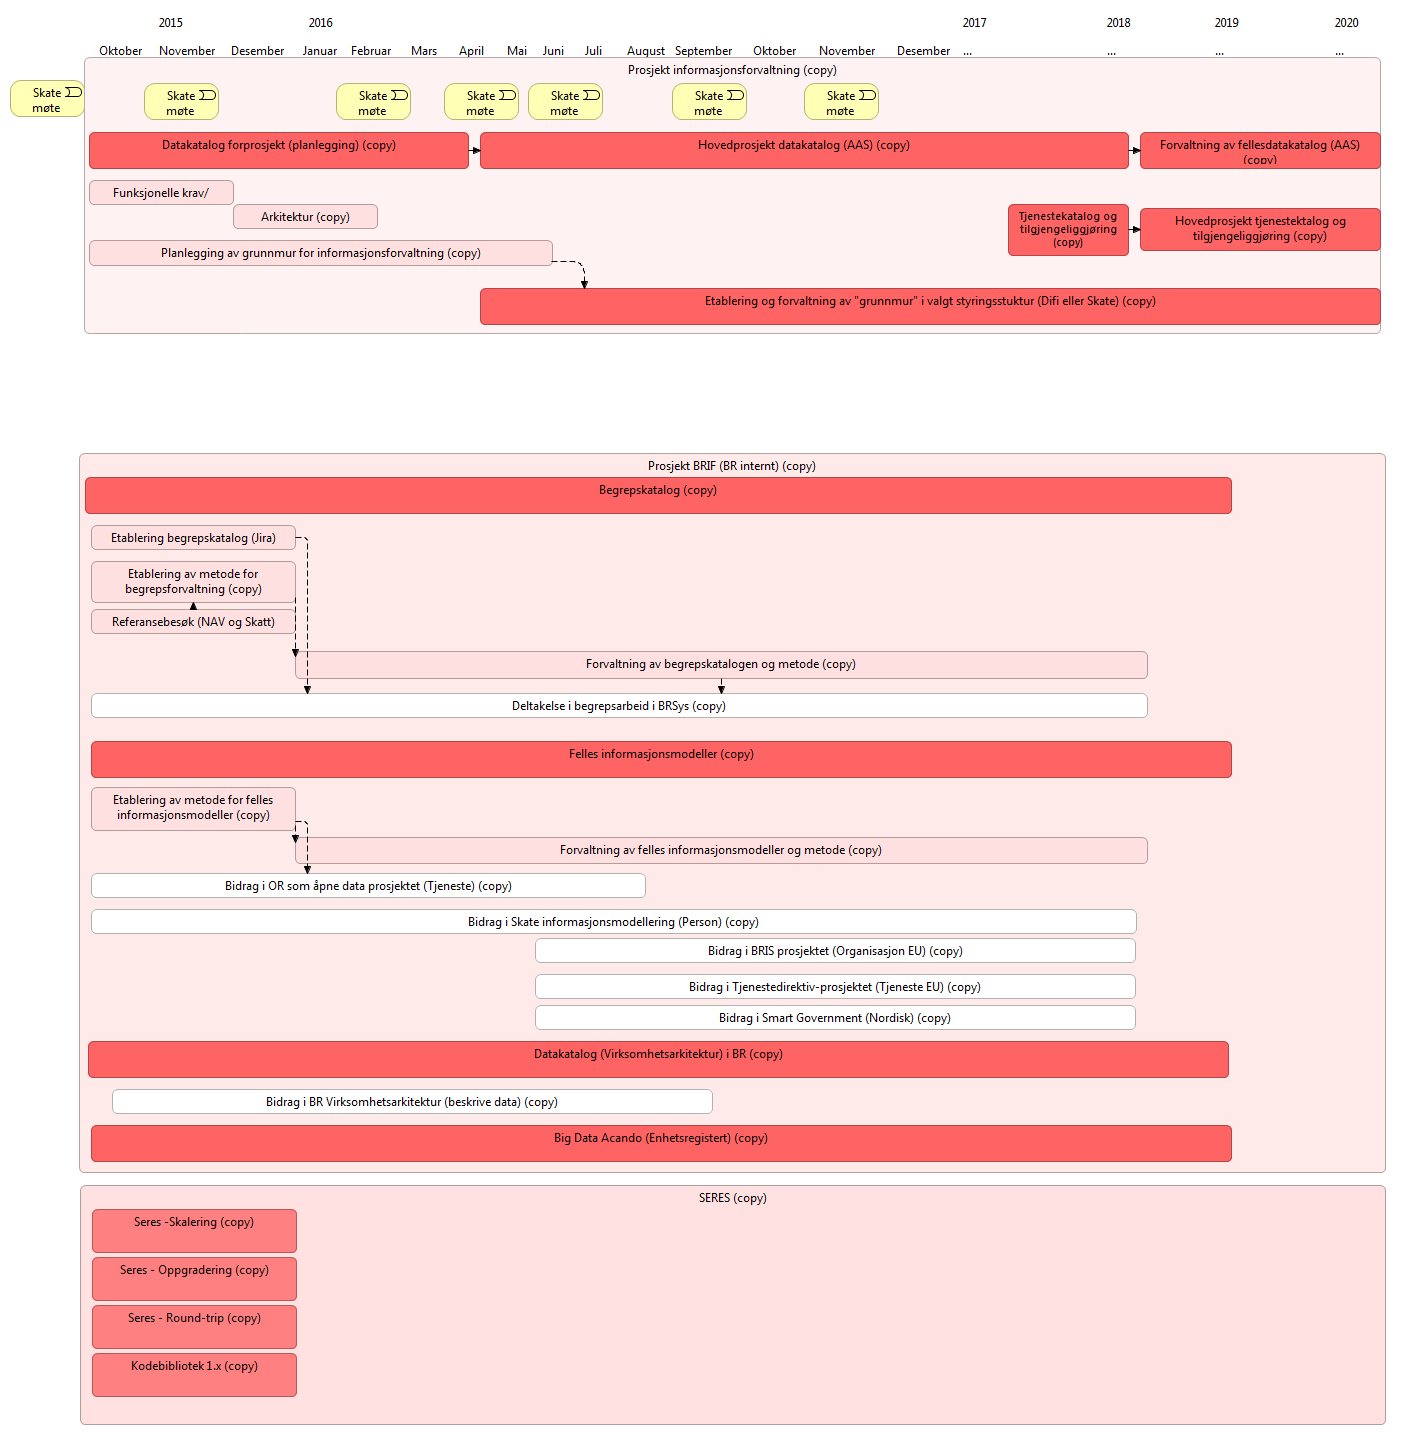 2015 2016 2017 2018 2019 2020
Oktober November Desember Januar Februar Mars April Mai Juni Juli August September Oktober November Desember ... ... ... ...
Prosjekt informasjonsforvaltning (copy)
Skate
møte
Skate
møte
Skate
møte
Skate
møte
Skate
møte
Skate
møte
Skate
møte
Datakatalog forprosjekt (planlegging) (copy)
Hovedprosjekt datakatalog (AAS) (copy)
Forvaltning av fellesdatakatalog (AAS)
(copy)
Funksjonelle krav/
Arkitektur (copy)
Tjenestekatalog og
tilgjengeliggjøring
(copy)
Hovedprosjekt tjenestektalog og
tilgjengeliggjøring (copy)
Planlegging av grunnmur for informasjonsforvaltning (copy)
Etablering og forvaltning av "grunnmur" i valgt styringsstuktur (Difi eller Skate) (copy)
Prosjekt BRIF (BR internt) (copy)
Begrepskatalog (copy)
Etablering begrepskatalog (Jira)
Etablering av metode for
begrepsforvaltning (copy)
Referansebesøk (NAV og Skatt)
Forvaltning av begrepskatalogen og metode (copy)
Deltakelse i begrepsarbeid i BRSys (copy)
Felles informasjonsmodeller (copy)
Etablering av metode for felles
informasjonsmodeller (copy)
Forvaltning av felles informasjonsmodeller og metode (copy)
Bidrag i OR som åpne data prosjektet (Tjeneste) (copy)
Bidrag i Skate informasjonsmodellering (Person) (copy)
Bidrag i BRIS prosjektet (Organisasjon EU) (copy)
Bidrag i Tjenestedirektiv-prosjektet (Tjeneste EU) (copy)
Bidrag i Smart Government (Nordisk) (copy)
Datakatalog (Virksomhetsarkitektur) i BR (copy)
Bidrag i BR Virksomhetsarkitektur (beskrive data) (copy)
Big Data Acando (Enhetsregistert) (copy)
SERES (copy)
Seres -Skalering (copy)
Seres - Oppgradering (copy)
Seres - Round-trip (copy)
Kodebibliotek 1.x (copy)